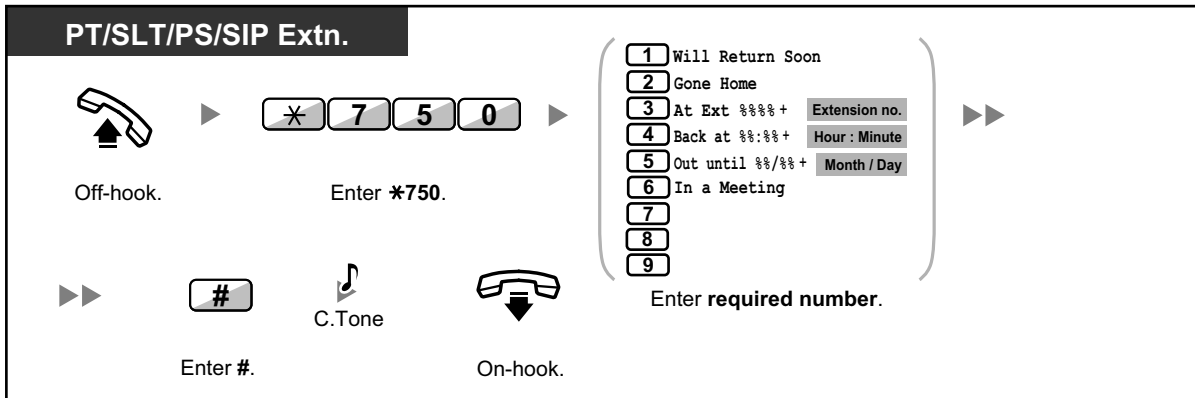 PT/SLT/PS/SIP Extn.
* 7 5 0
Off-hook.
Enter *750.
1 Will Return Soon
2 Gone Home
3 At Ext %%%% + Extension no.
4 Back at %%:%% + Hour : Minute
5 Out until %%/%% + Month / Day
6 In a Meeting
7
8
9
Enter required number.
#
C.Tone
Enter #.
On-hook.